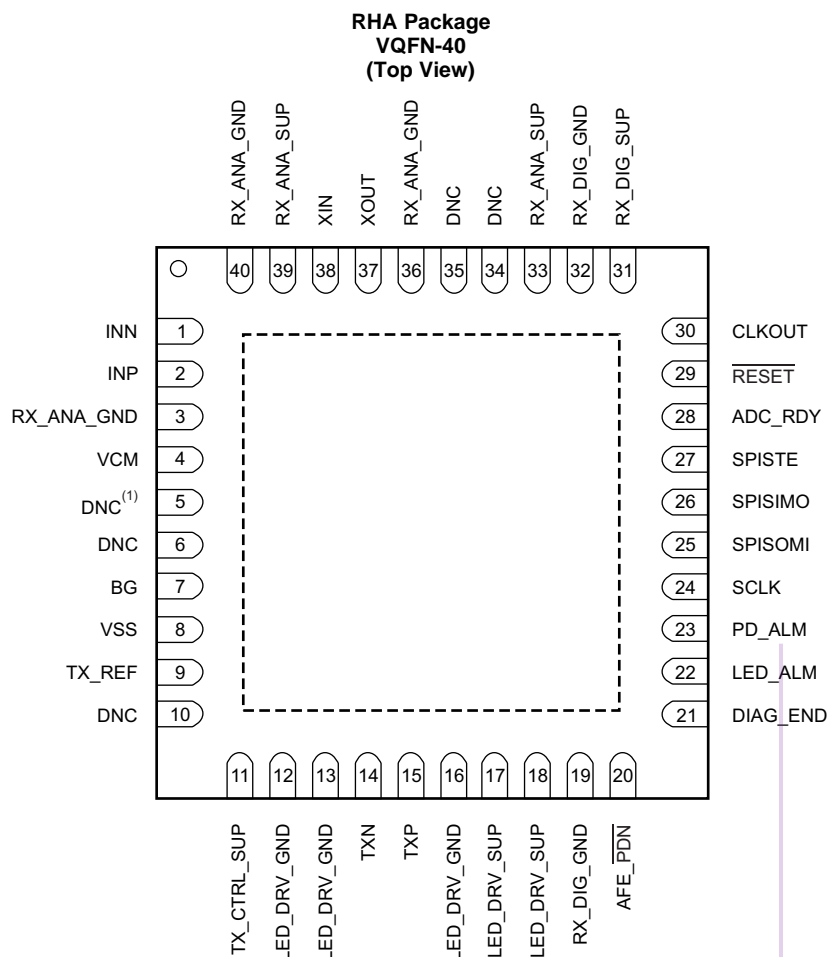 RHA Package
VQFN-40
(Top View)
RX_ANA_GND
RX_ANA_SUP
XIN
XOUT
RX_ANA_GND
DNC
DNC
RX_ANA_SUP
RX_DIG_GND
RX_DIG_SUP
40 39 38 37 36 35 34 33 32 31
INN 1
INP 2
RX_ANA_GND 3
VCM 4
DNC(1) 5
DNC 6
BG 7
VSS 8
TX_REF 9
DNC 10
30 CLKOUT
29 RESET
28 ADC_RDY
27 SPISTE
26 SPISIMO
25 SPISOMI
24 SCLK
23 PD_ALM
22 LED_ALM
21 DIAG_END
11 12 13 14 15 16 17 18 19 20
TX_CTRL_SUP
LED_DRV_GND
LED_DRV_GND
TXN
TXP
LED_DRV_GND
LED_DRV_SUP
LED_DRV_SUP
RX_DIG_GND
AFE_PDN